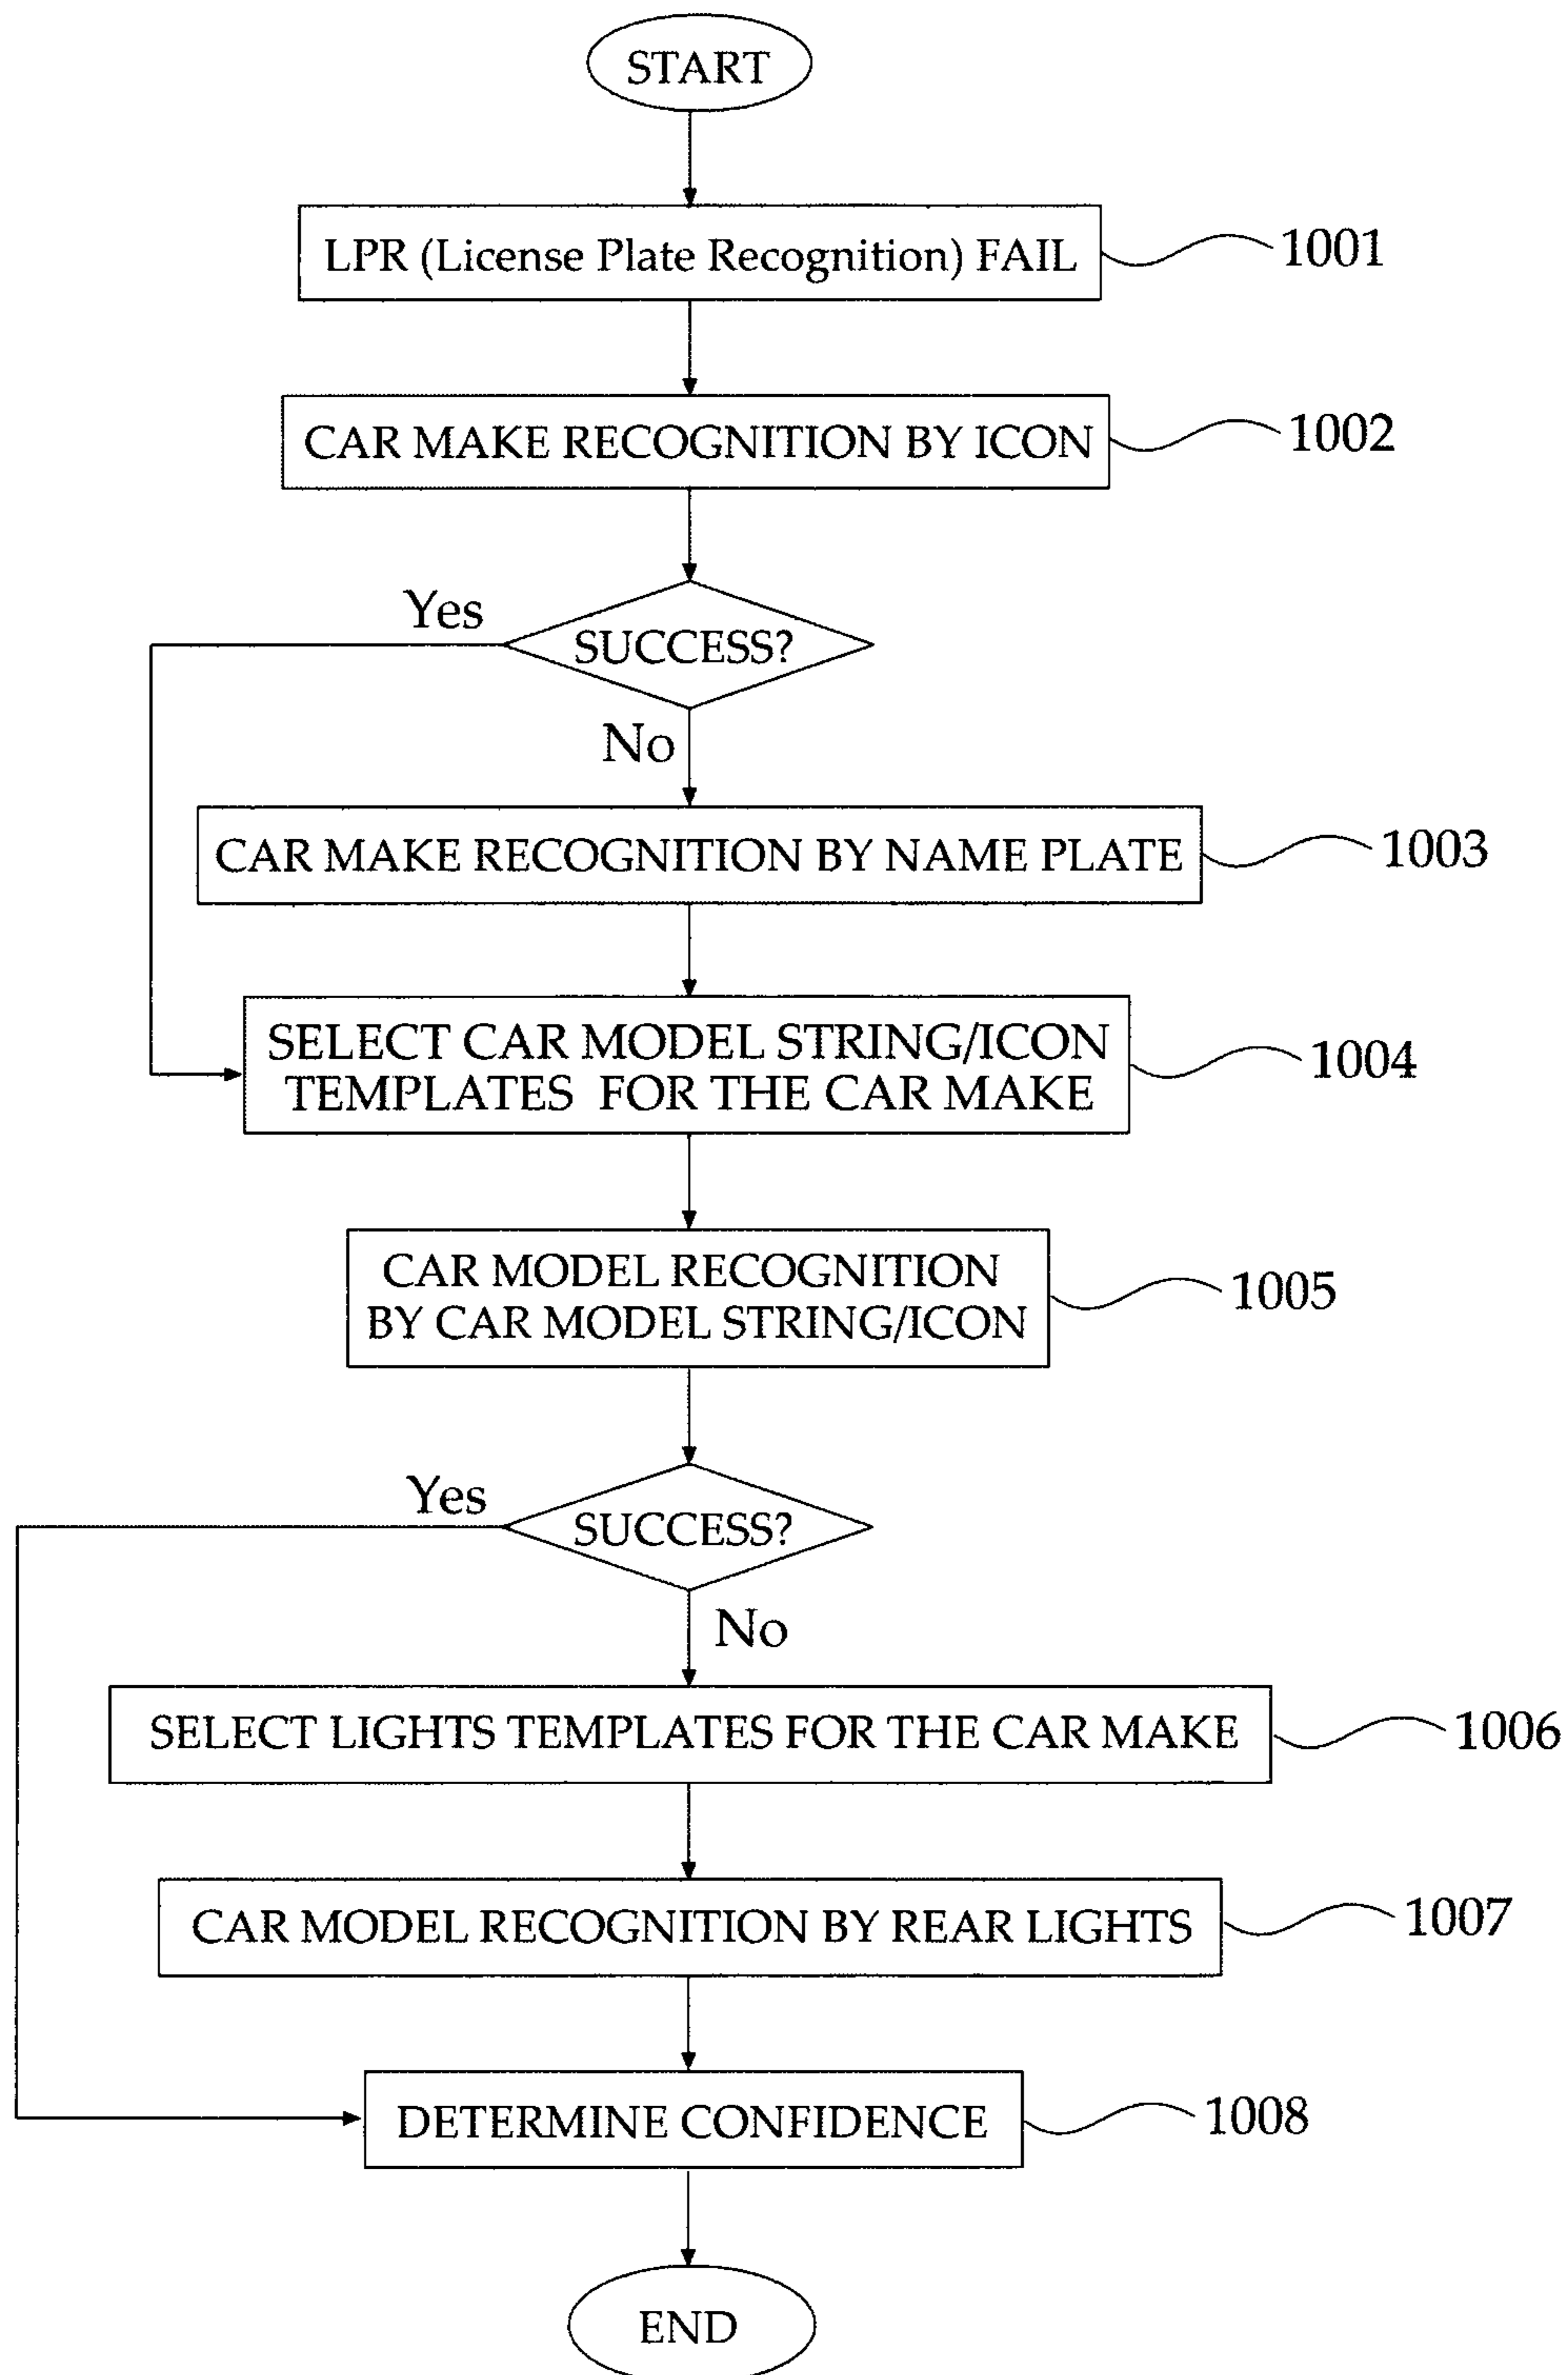 START
LPR (License Plate Recognition) FAIL
1001
CAR MAKE RECOGNITION BY ICON
1002
Yes
SUCCESS?
No
CAR MAKE RECOGNITION BY NAME PLATE
1003
SELECT CAR MODEL STRING/ICON
TEMPLATES FOR THE CAR MAKE
1004
CAR MODEL RECOGNITION
BY CAR MODEL STRING/ICON
1005
Yes
SUCCESS?
No
SELECT LIGHTS TEMPLATES FOR THE CAR MAKE
1006
CAR MODEL RECOGNITION BY REAR LIGHTS
1007
DETERMINE CONFIDENCE
1008
END